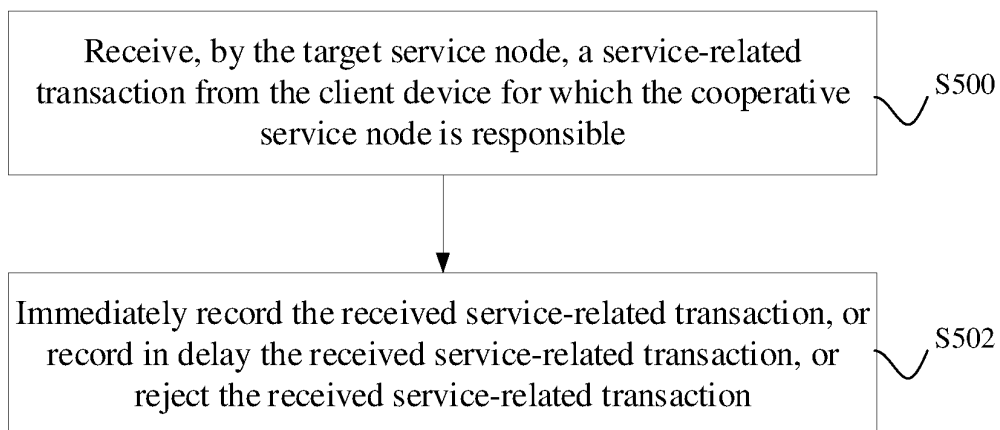 Receive, by the target service node, a service-related
transaction from the client device for which the cooperative
service node is responsible
S500
Immediately record the received service-related transaction, or
record in delay the received service-related transaction, or
reject the received service-related transaction
S502